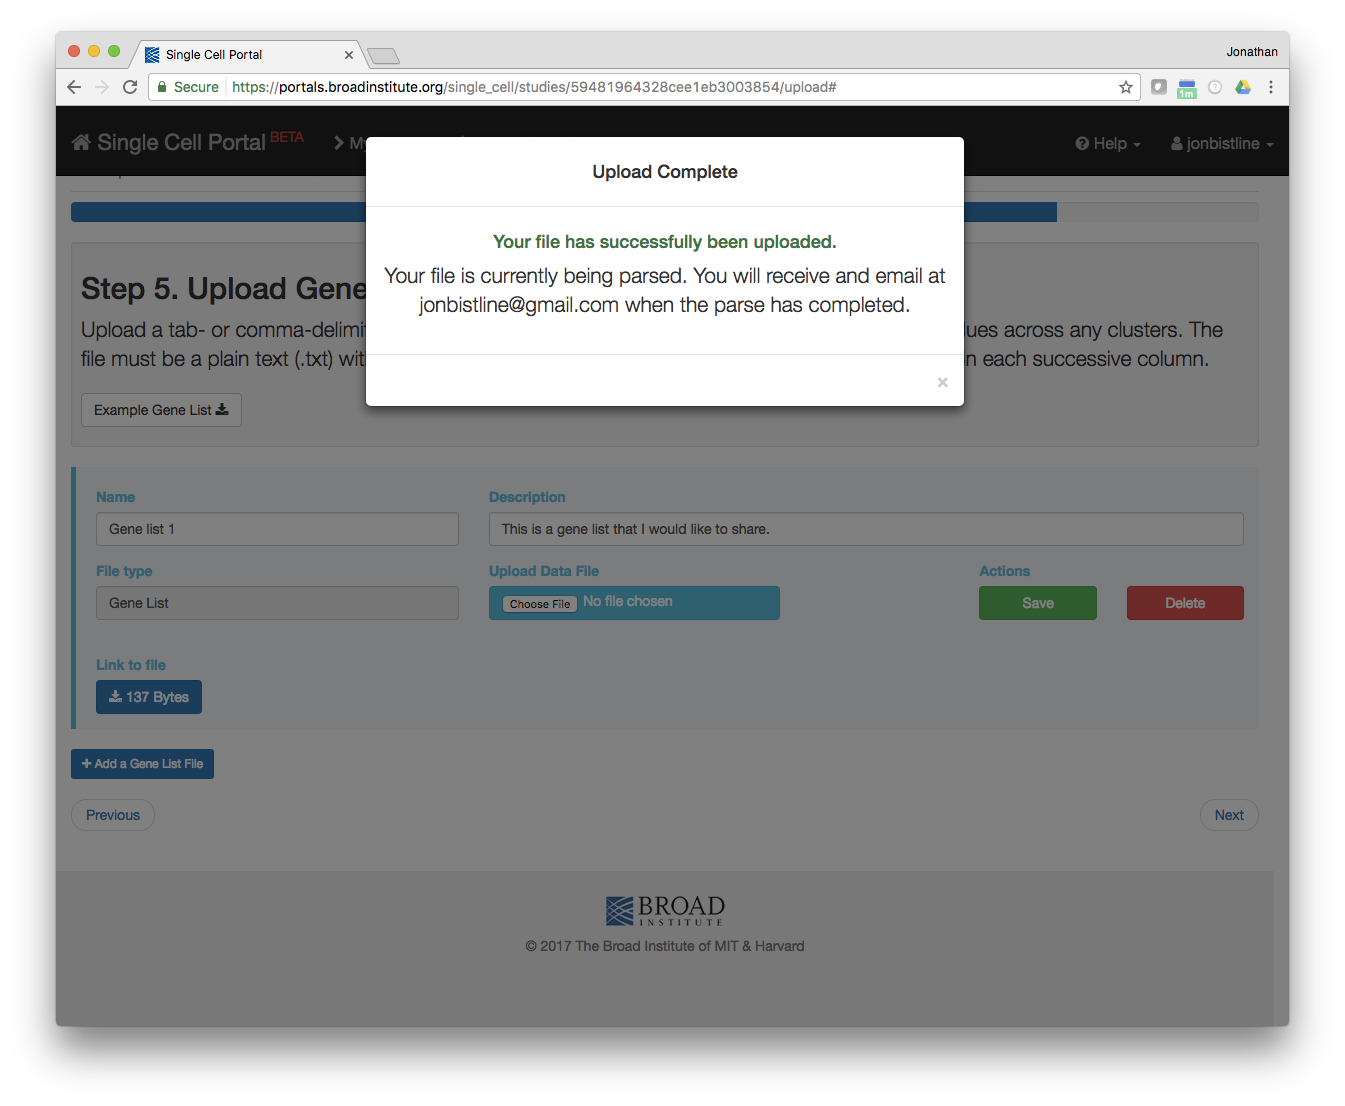 Single Cell Portal
Jonathan
Secure https://portals.broadinstitute.org/single_cell/studies/59481964328cee1eb3003854/upload#
1m
Single Cell Portal BETA
Help
jonbistline
Upload Complete
Your file has successfully been uploaded.
Your file is currently being parsed. You will receive and email at
jonbistline@gmail.com when the parse has completed.
×
Step 5. Upload Gene
Upload a tab- or comma-delimi
ues across any clusters. The
file must be a plain text (.txt) wit
n each successive column.
Example Gene List
Name
Description
Gene list 1
This is a gene list that I would like to share.
File type
Upload Data File
Actions
Gene List
Choose File No file chosen
Save
Delete
Link to file
137 Bytes
+ Add a Gene List File
Previous
Next
BROAD
INSTITUTE
© 2017 The Broad Institute of MIT & Harvard